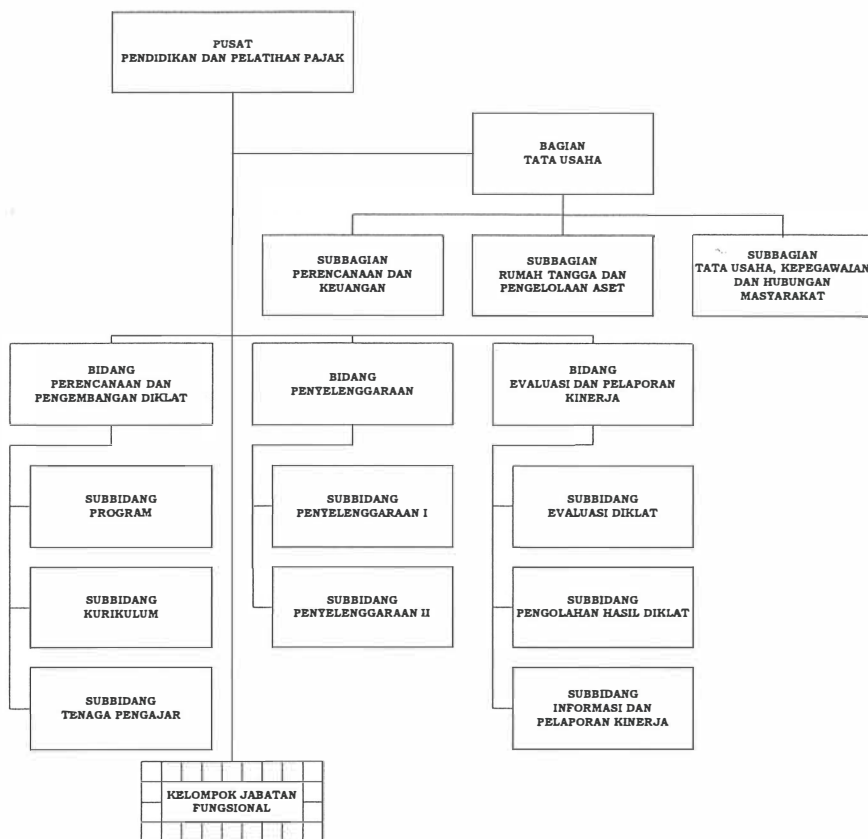 PUSAT
PENDIDIKAN DAN PELATIHAN PAJAK
BAGIAN
TATA USAHA
SUBBAGIAN
PERENCANAAN DAN
KEUANGAN
SUBBAGIAN
RUMAH TANGGA DAN
PENGELOLAAN ASET
SUBBAGIAN
TATA USAHA, KEPEGAWAIAN
DAN HUBUNGAN
MASYARAKAT
BIDANG
PERENCANAAN DAN
PENGEMBANGAN DIKLAT
BIDANG
PENYELENGGARAAN
BIDANG
EVALUASI DAN PELAPORAN
KINERJA
SUBBIDANG
PROGRAM
SUBBIDANG
PENYELENGGARAAN I
SUBBIDANG
EVALUASI DIKLAT
SUBBIDANG
KURIKULUM
SUBBIDANG
PENYELENGGARAAN II
SUBBIDANG
PENGOLAHAN HASIL DIKLAT
SUBBIDANG
TENAGA PENGAJAR
SUBBIDANG
INFORMASI DAN
PELAPORAN KINERJA
KELOMPOK JABATAN
FUNGSIONAL